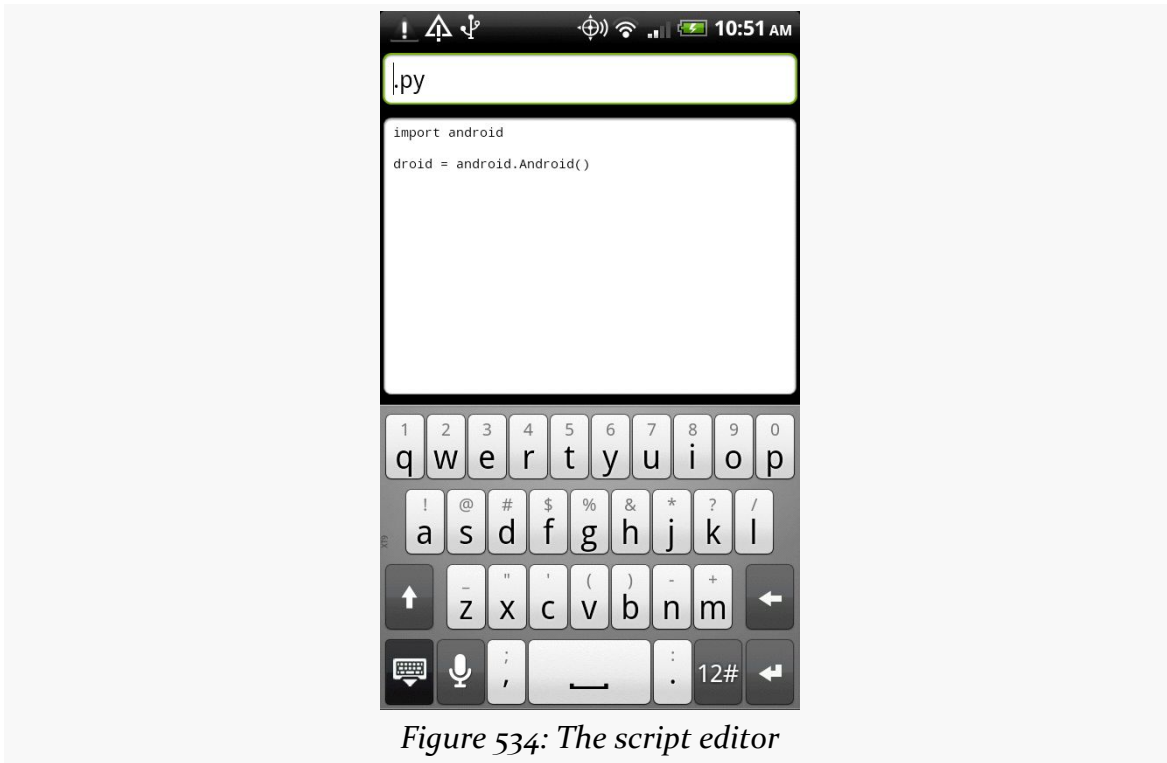 10:51 AM
.py
import android
droid = android.Android()
1 2 3 4 5 6 7 8 9 0
q w e r t y u i o p
! @ # $ % & * ? /
a s d f g h j k l
XT9
_ " ' ( ) - +
z x c v b n m
; :
, . 12#
Figure 534: The script editor